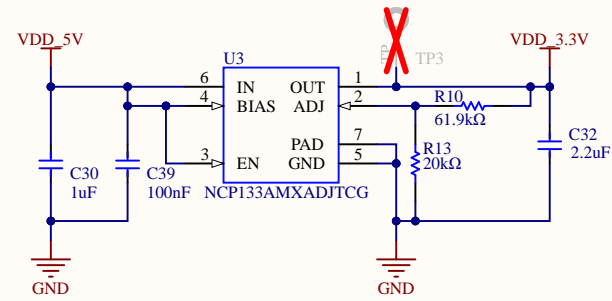 VDD_5V
U3
TP
TP3
VDD_3.3V
6 IN OUT 1
4 BIAS ADJ 2
R10
61.9kΩ
PAD 7
3 EN GND 5
R13
20kΩ
C32
2.2uF
C30
1uF
C39
100nF
NCP133AMXADJTCG
GND
GND